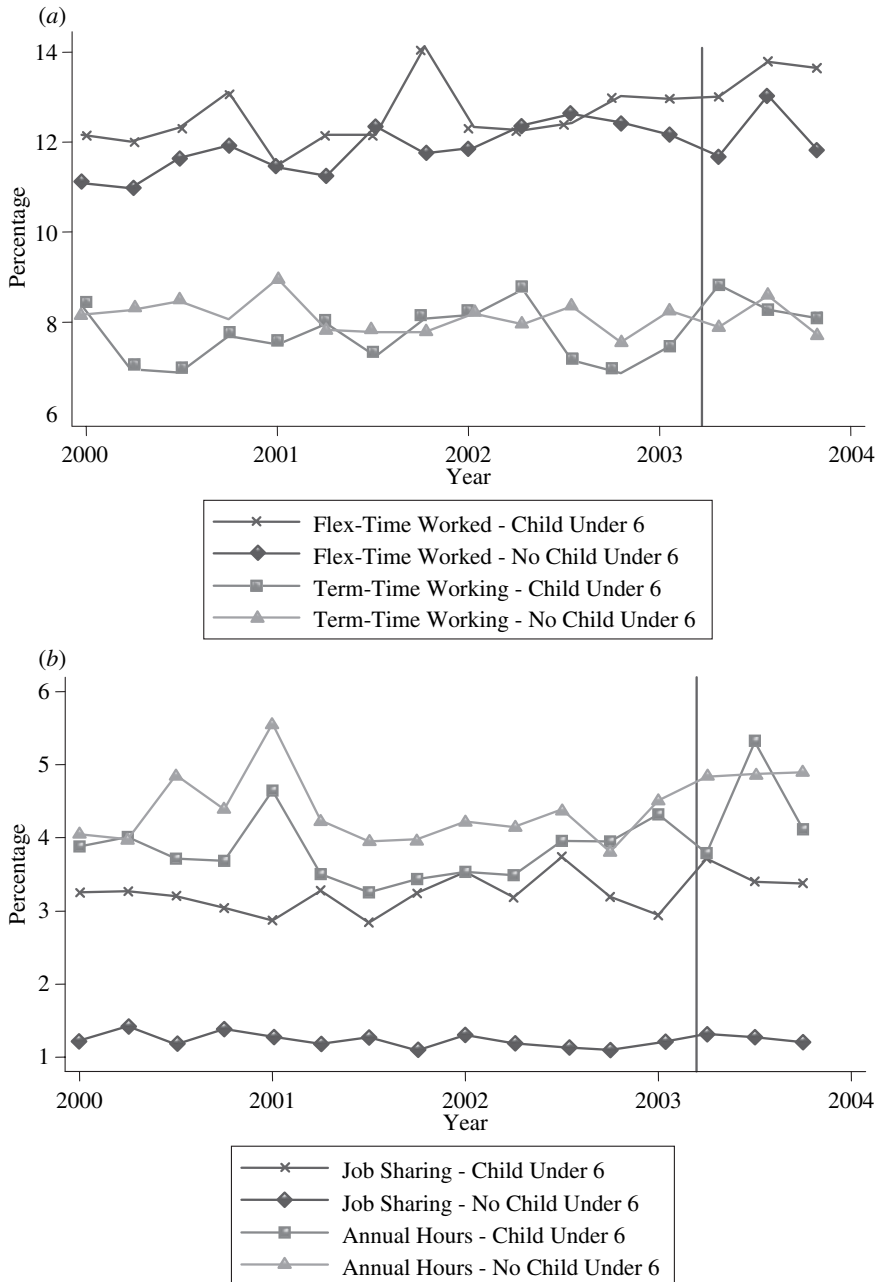 (a)
14
12
10
8
6
Percentage
2000 2001 2002 2003 2004
Year
Flex-Time Worked - Child Under 6
Flex-Time Worked - No Child Under 6
Term-Time Working - Child Under 6
Term-Time Working - No Child Under 6
(b)
6
5
4
3
2
1
Percentage
2000 2001 2002 2003 2004
Year
Job Sharing - Child Under 6
Job Sharing - No Child Under 6
Annual Hours - Child Under 6
Annual Hours - No Child Under 6